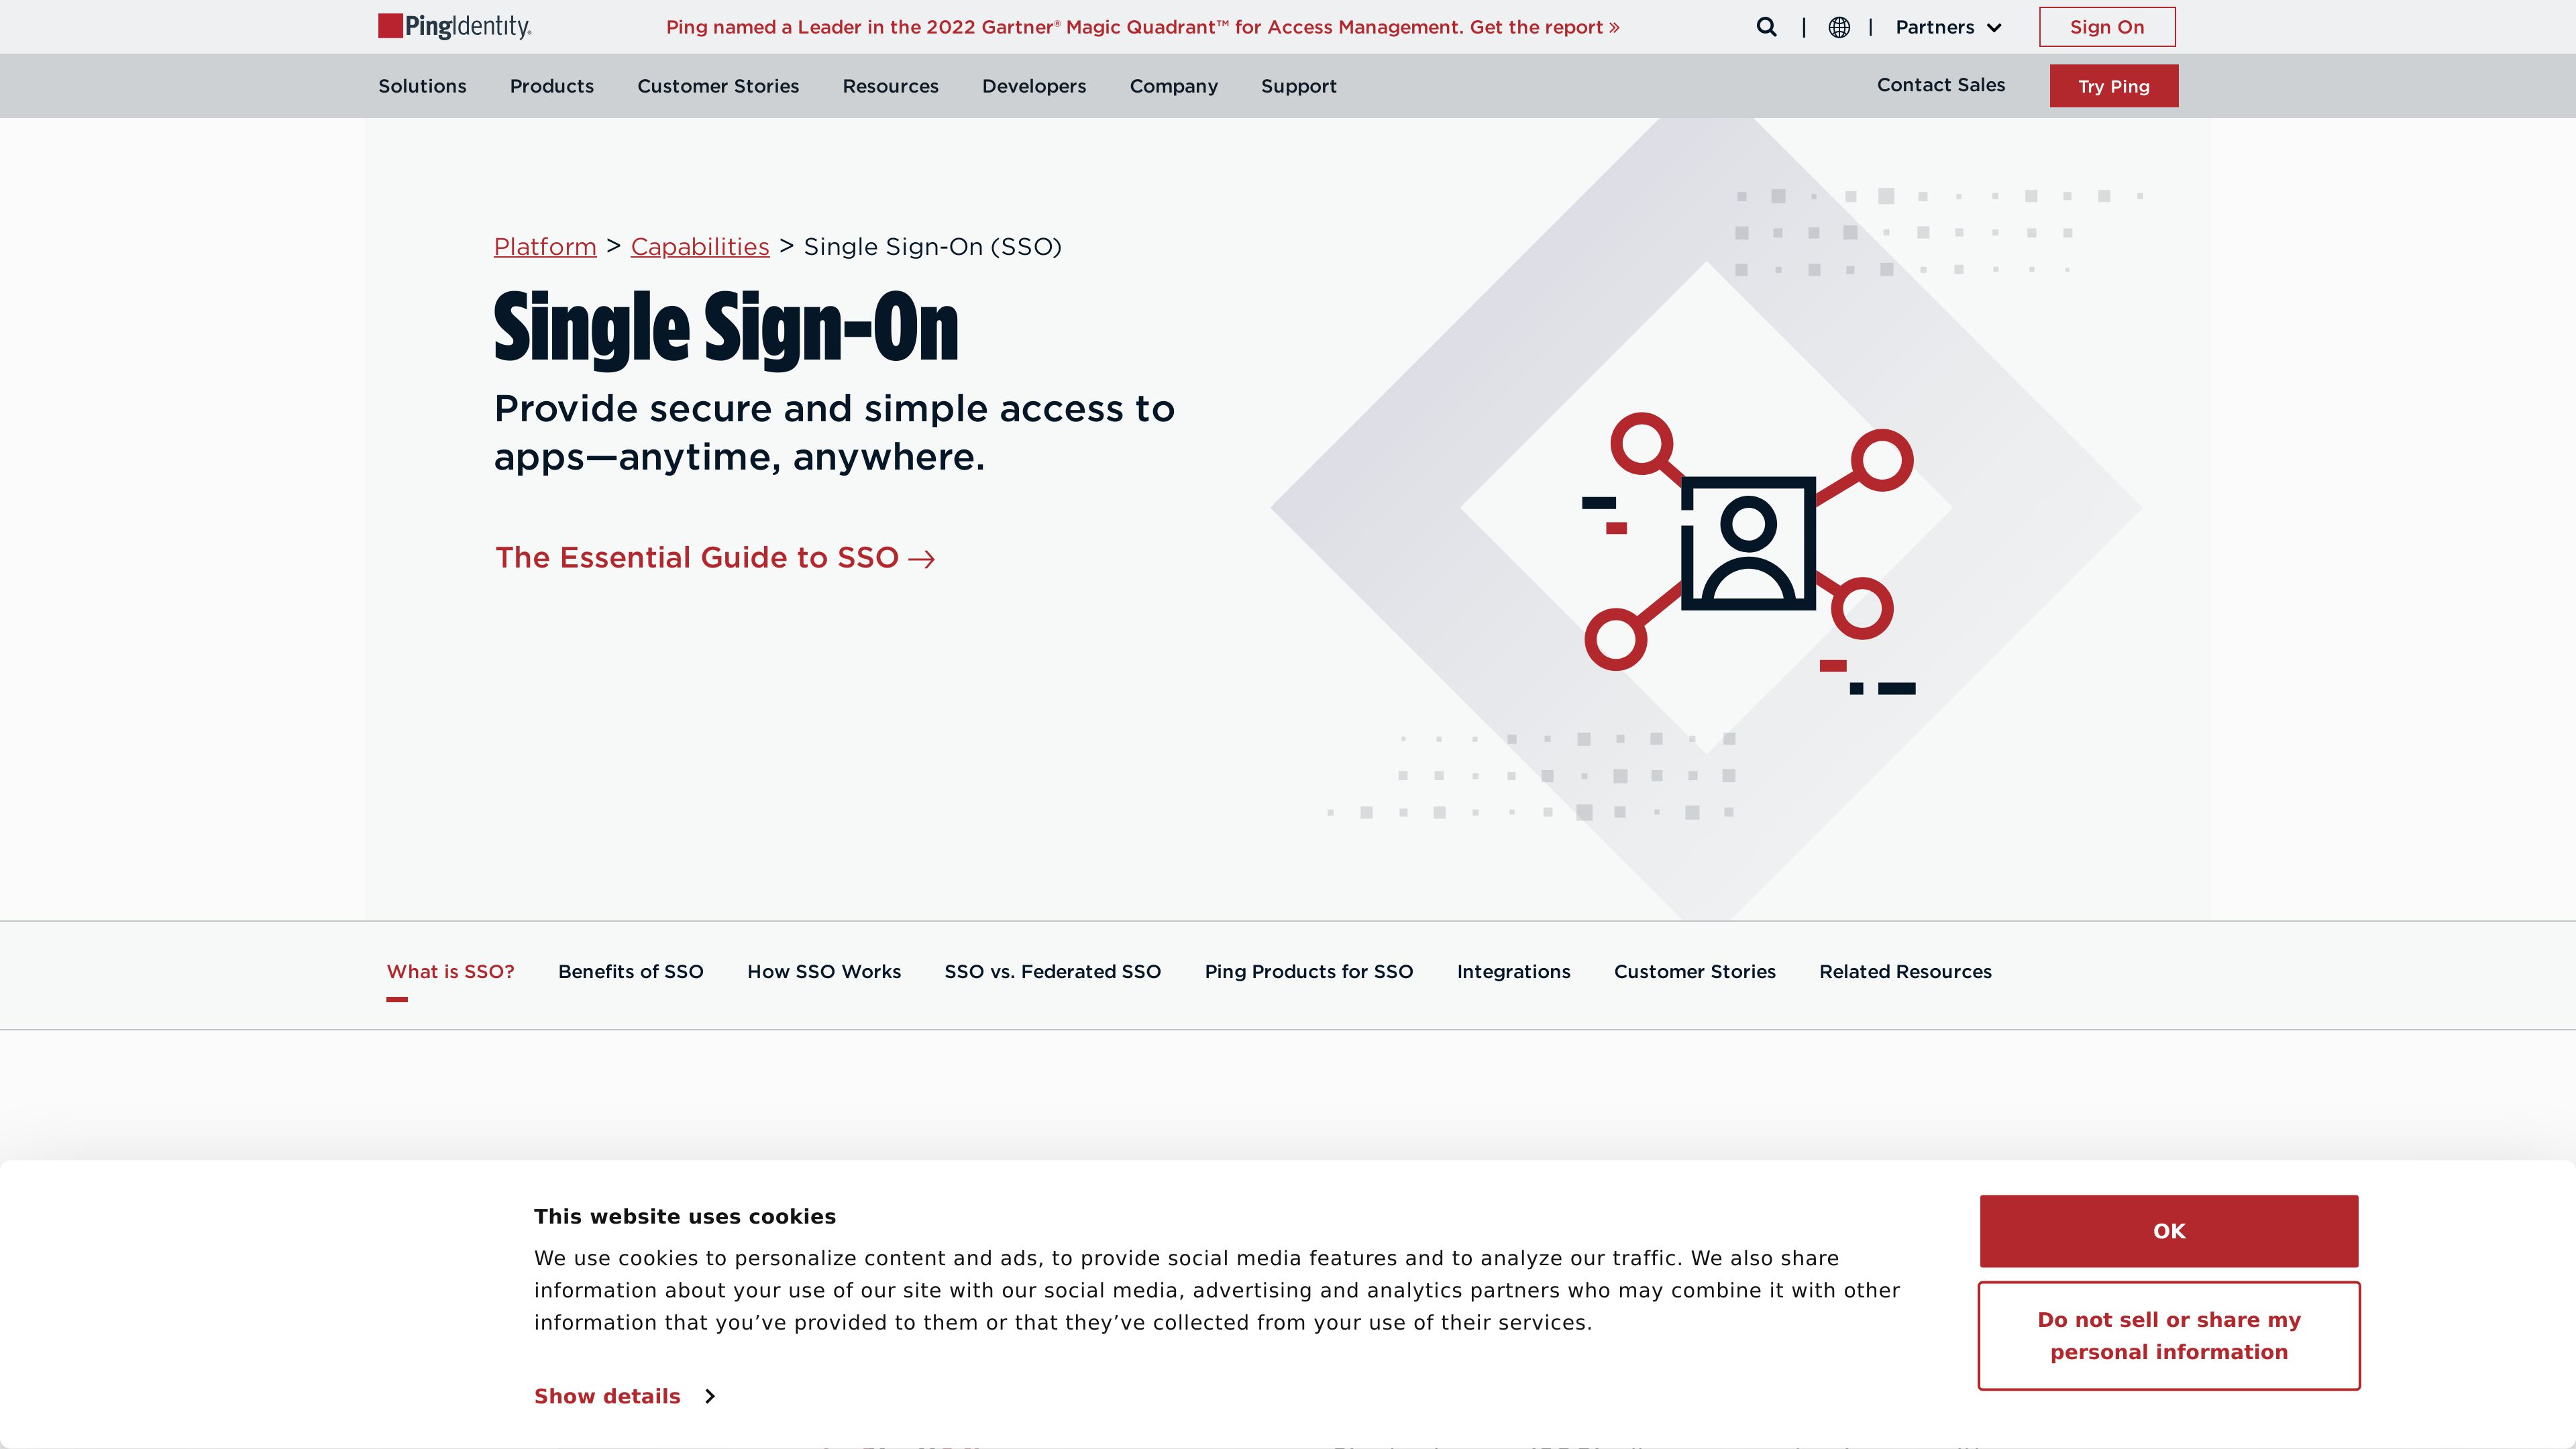 PingIdentity®
Ping named a Leader in the 2022 Gartner® Magic Quadrant™ for Access Management. Get the report »
Partners
Sign On
Solutions
Products
Customer Stories
Resources
Developers
Company
Support
Contact Sales
Try Ping
Platform > Capabilities > Single Sign-On (SSO)
Single Sign-On
Provide secure and simple access to
apps—anytime, anywhere.
The Essential Guide to SSO →
What is SSO?
Benefits of SSO
How SSO Works
SSO vs. Federated SSO
Ping Products for SSO
Integrations
Customer Stories
Related Resources
This website uses cookies
We use cookies to personalize content and ads, to provide social media features and to analyze our traffic. We also share
information about your use of our site with our social media, advertising and analytics partners who may combine it with other
information that you’ve provided to them or that they’ve collected from your use of their services.
Show details
OK
Do not sell or share my
personal information